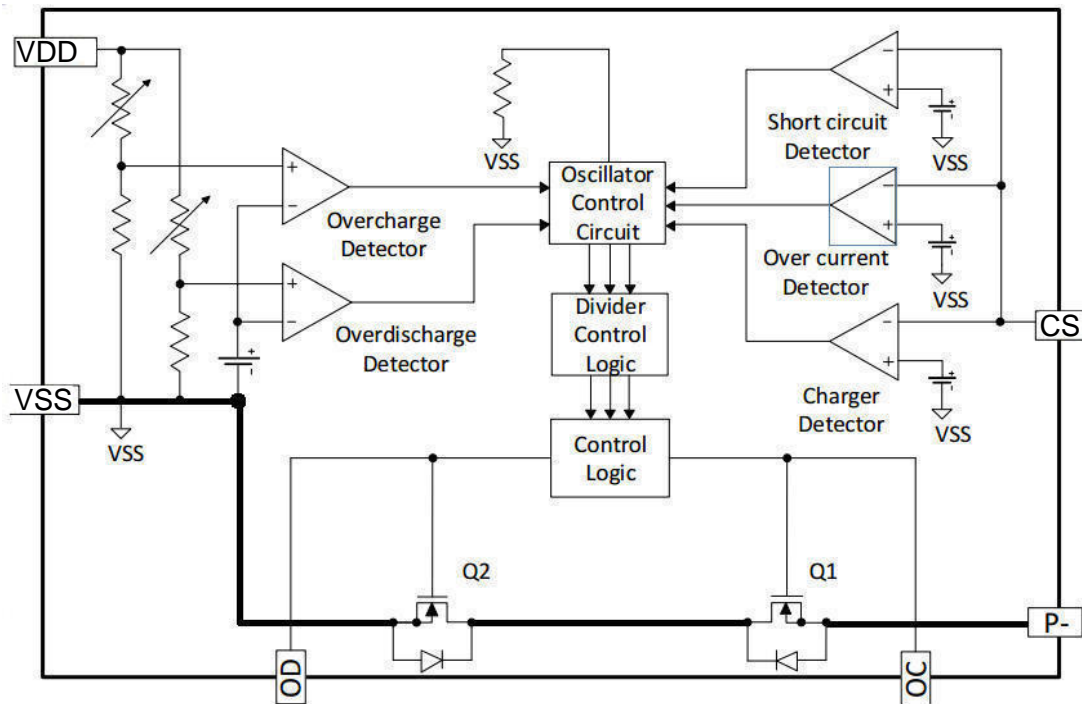 VDD
VSS
Short circuit
Detector
VSS
Oscillator
Control
Circuit
Overcharge
Detector
Over current
Detector
VSS
Divider
Control
Logic
Overdischarge
Detector
CS
VSS
Charger
Detector
VSS
VSS
Control
Logic
Q2
Q1
P-
OD
OC